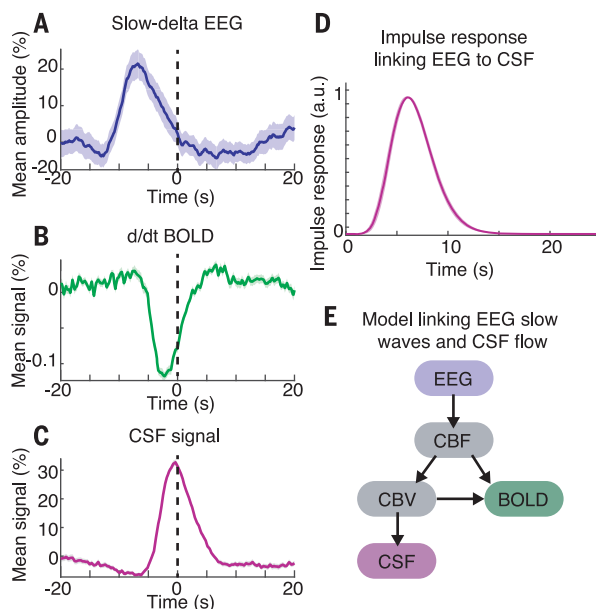 A
Slow-delta EEG
Mean amplitude (%)
20
10
0
-20
-20
0
20
Time (s)
B
d/dt BOLD
Mean signal (%)
0
-0.1
-20
0
20
Time (s)
C
CSF signal
Mean signal (%)
30
20
10
0
-20
0
20
Time (s)
D
Impulse response
linking EEG to CSF
Impulse response (a.u.)
1
0
0
10
20
Time (s)
E
Model linking EEG slow
waves and CSF flow
EEG
CBF
CBV
BOLD
CSF